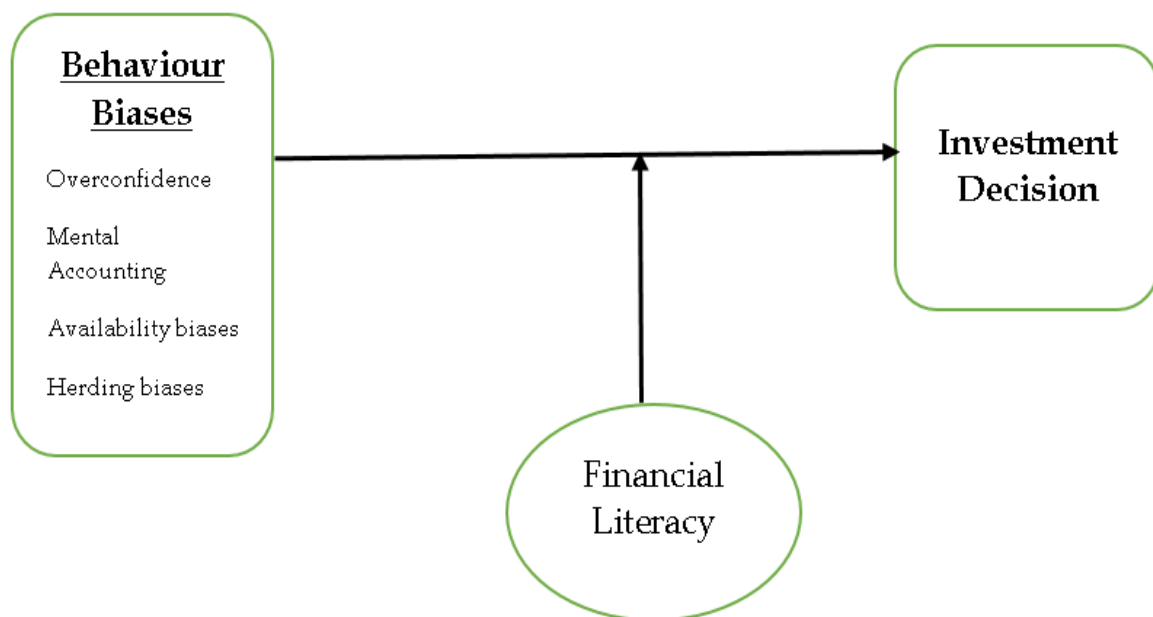 Behaviour
Biases
Overconfidence
Mental
Accounting
Availability biases
Herding biases
Investment
Decision
Financial
Literacy